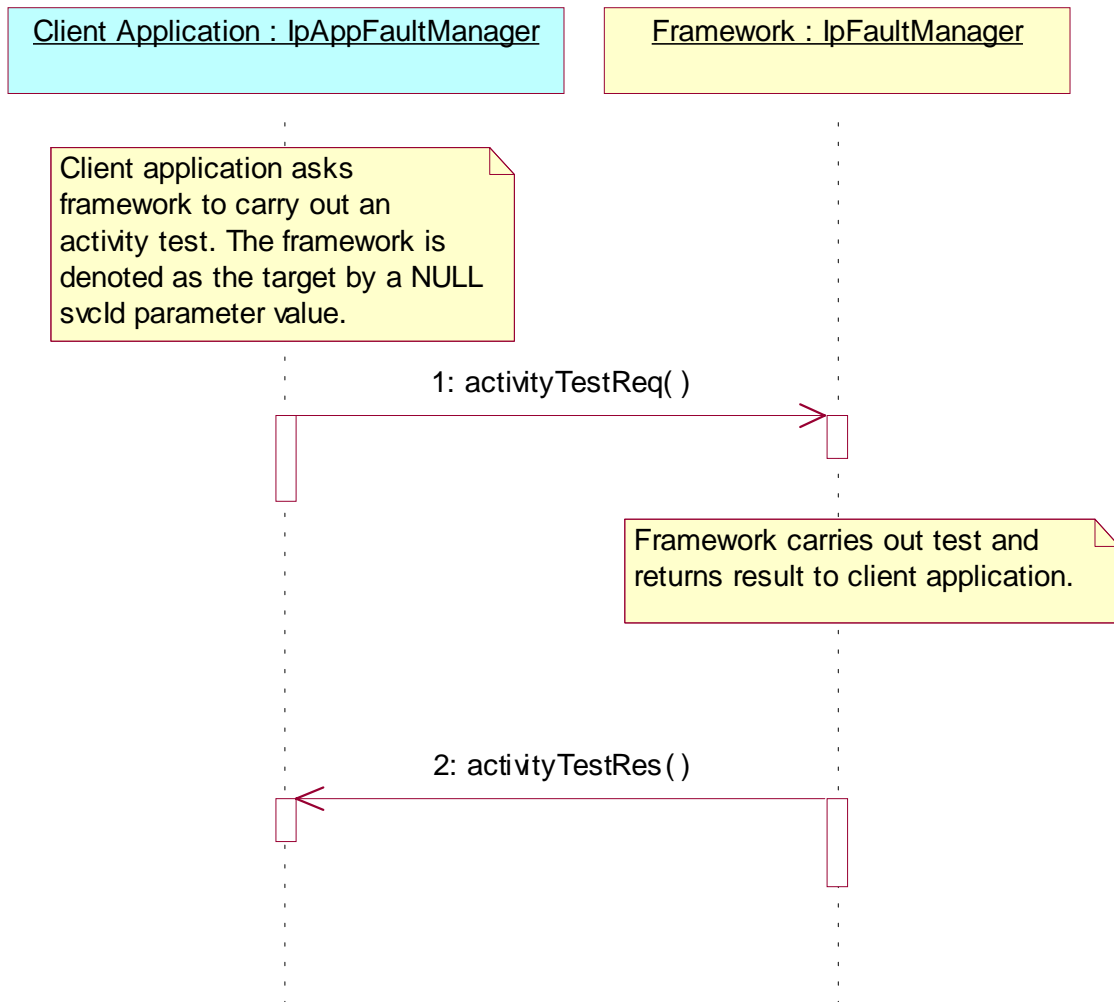 Client Application : IpAppFaultManager
Framework : IpFaultManager
Client application asks
framework to carry out an
activity test. The framework is
denoted as the target by a NULL
svcId parameter value.
1: activityTestReq( )
Framework carries out test and
returns result to client application.
2: activityTestRes( )